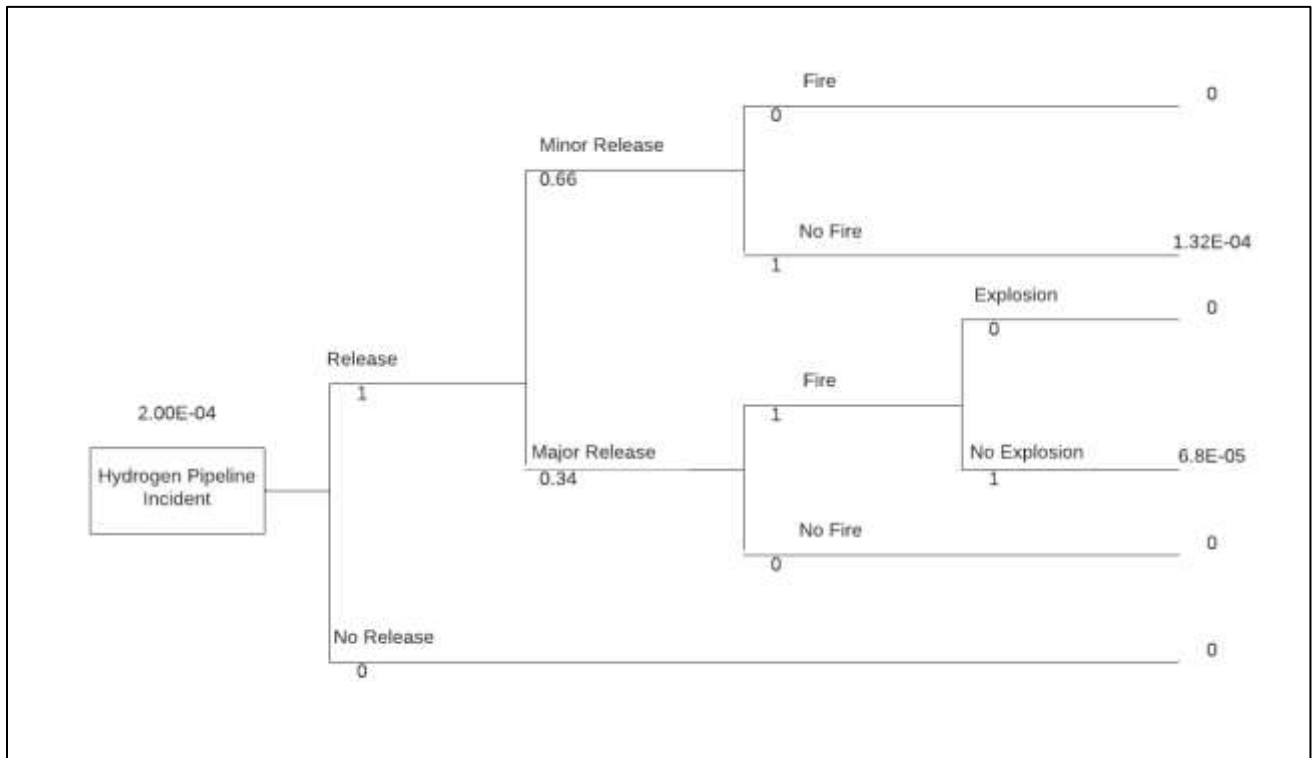 Fire
0
0
Minor Release
0.66
No Fire
1.32E-04
1
Explosion
0
0
Release
1
Fire
1
2.00E-04
Major Release
0.34
No Explosion
6.8E-05
1
Hydrogen Pipeline
Incident
No Fire
0
0
No Release
0
0